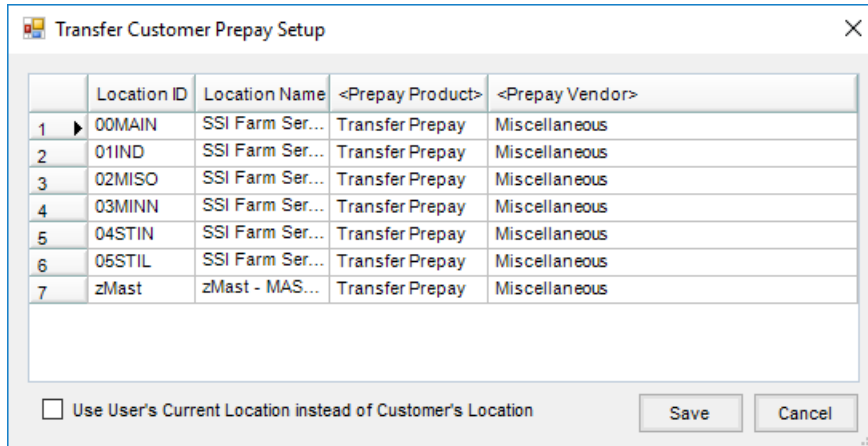 Transfer Customer Prepay Setup
Location ID Location Name <Prepay Product> <Prepay Vendor>
1 00MAIN SSI Farm Ser... Transfer Prepay Miscellaneous
2 01IND SSI Farm Ser... Transfer Prepay Miscellaneous
3 02MISO SSI Farm Ser... Transfer Prepay Miscellaneous
4 03MINN SSI Farm Ser... Transfer Prepay Miscellaneous
5 04STIN SSI Farm Ser... Transfer Prepay Miscellaneous
6 05STIL SSI Farm Ser... Transfer Prepay Miscellaneous
7 zMast zMast - MAS... Transfer Prepay Miscellaneous
Use User's Current Location instead of Customer's Location Save Cancel